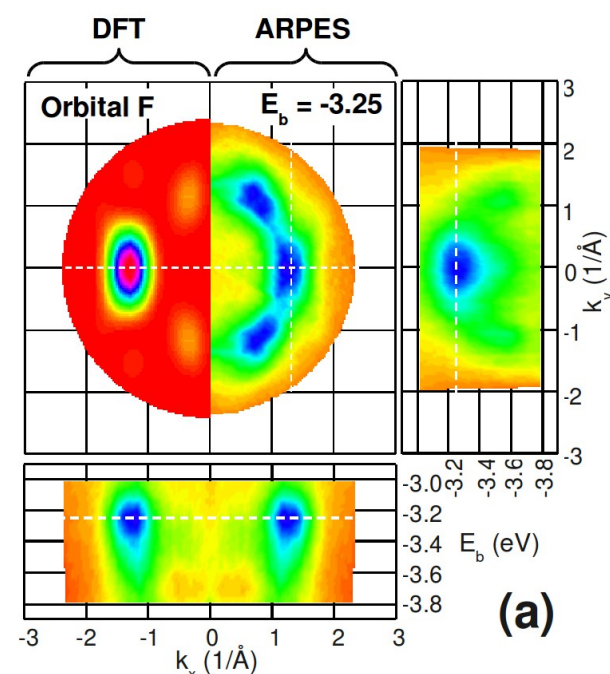 DFT ARPES
Orbital F E_b = -3.25
3
2
1
0
-1
-2
-3
k_y (1/Å)
-3.2
-3.4
-3.6
-3.8
-3.0
-3.2
-3.4
-3.6
-3.8
E_b (eV)
(a)
-3 -2 -1 0 1 2 3
k_x (1/Å)